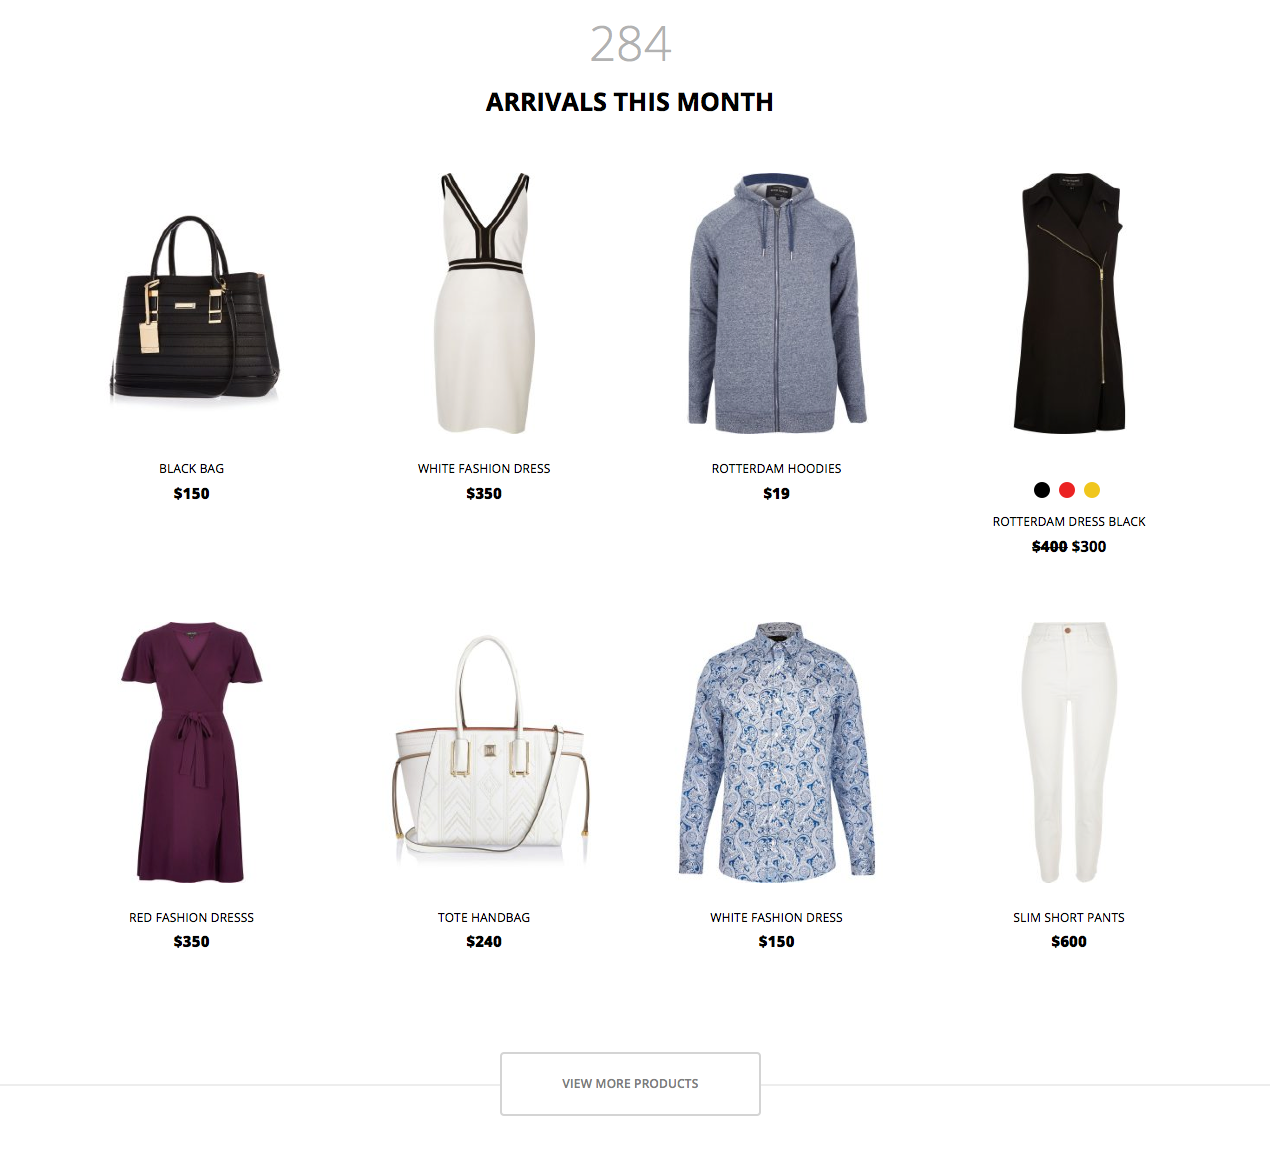 284
ARRIVALS THIS MONTH
BLACK BAG
$150
WHITE FASHION DRESS
$350
ROTTERDAM HOODIES
$19
ROTTERDAM DRESS BLACK
$400 $300
RED FASHION DRESSS
$350
TOTE HANDBAG
$240
WHITE FASHION DRESS
$150
SLIM SHORT PANTS
$600
VIEW MORE PRODUCTS